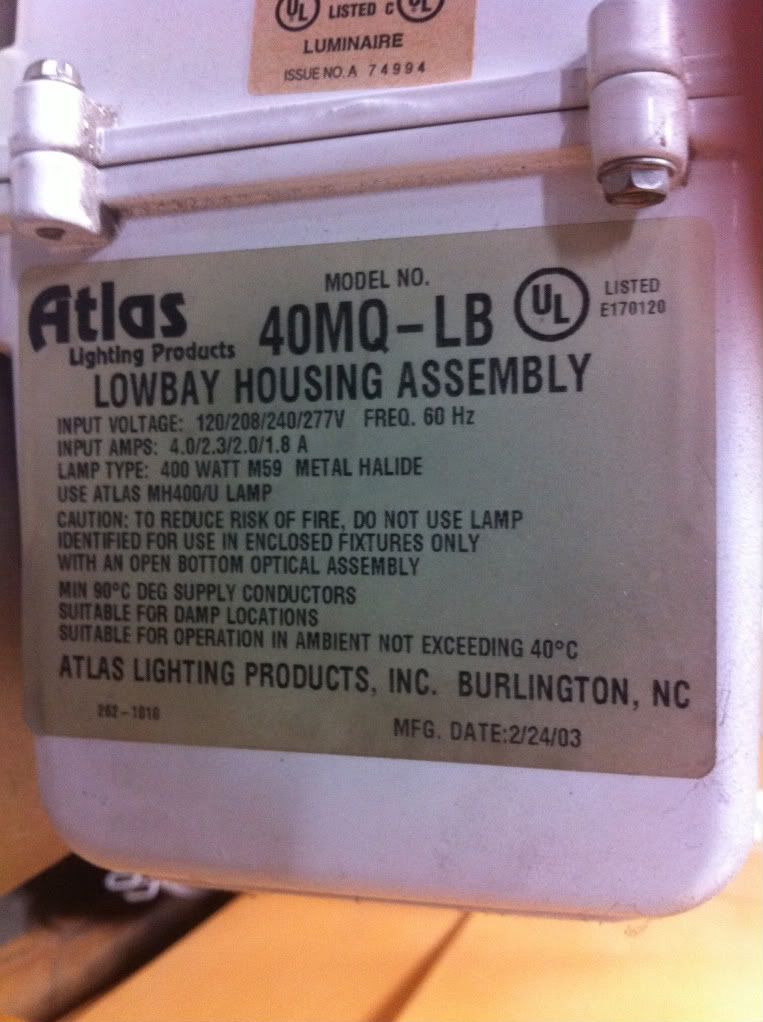 UL LISTED C UL
LUMINAIRE
ISSUE NO. A 74994
Atlas
Lighting Products
MODEL NO.
40MQ-LB
UL
LISTED
E170120
LOWBAY HOUSING ASSEMBLY
INPUT VOLTAGE: 120/208/240/277V FREQ. 60 Hz
INPUT AMPS: 4.0/2.3/2.0/1.8 A
LAMP TYPE: 400 WATT M59 METAL HALIDE
USE ATLAS MH400/U LAMP
CAUTION: TO REDUCE RISK OF FIRE, DO NOT USE LAMP
IDENTIFIED FOR USE IN ENCLOSED FIXTURES ONLY
WITH AN OPEN BOTTOM OPTICAL ASSEMBLY
MIN 90°C DEG SUPPLY CONDUCTORS
SUITABLE FOR DAMP LOCATIONS
SUITABLE FOR OPERATION IN AMBIENT NOT EXCEEDING 40°C
ATLAS LIGHTING PRODUCTS, INC. BURLINGTON, NC
262-1010
MFG. DATE:2/24/03